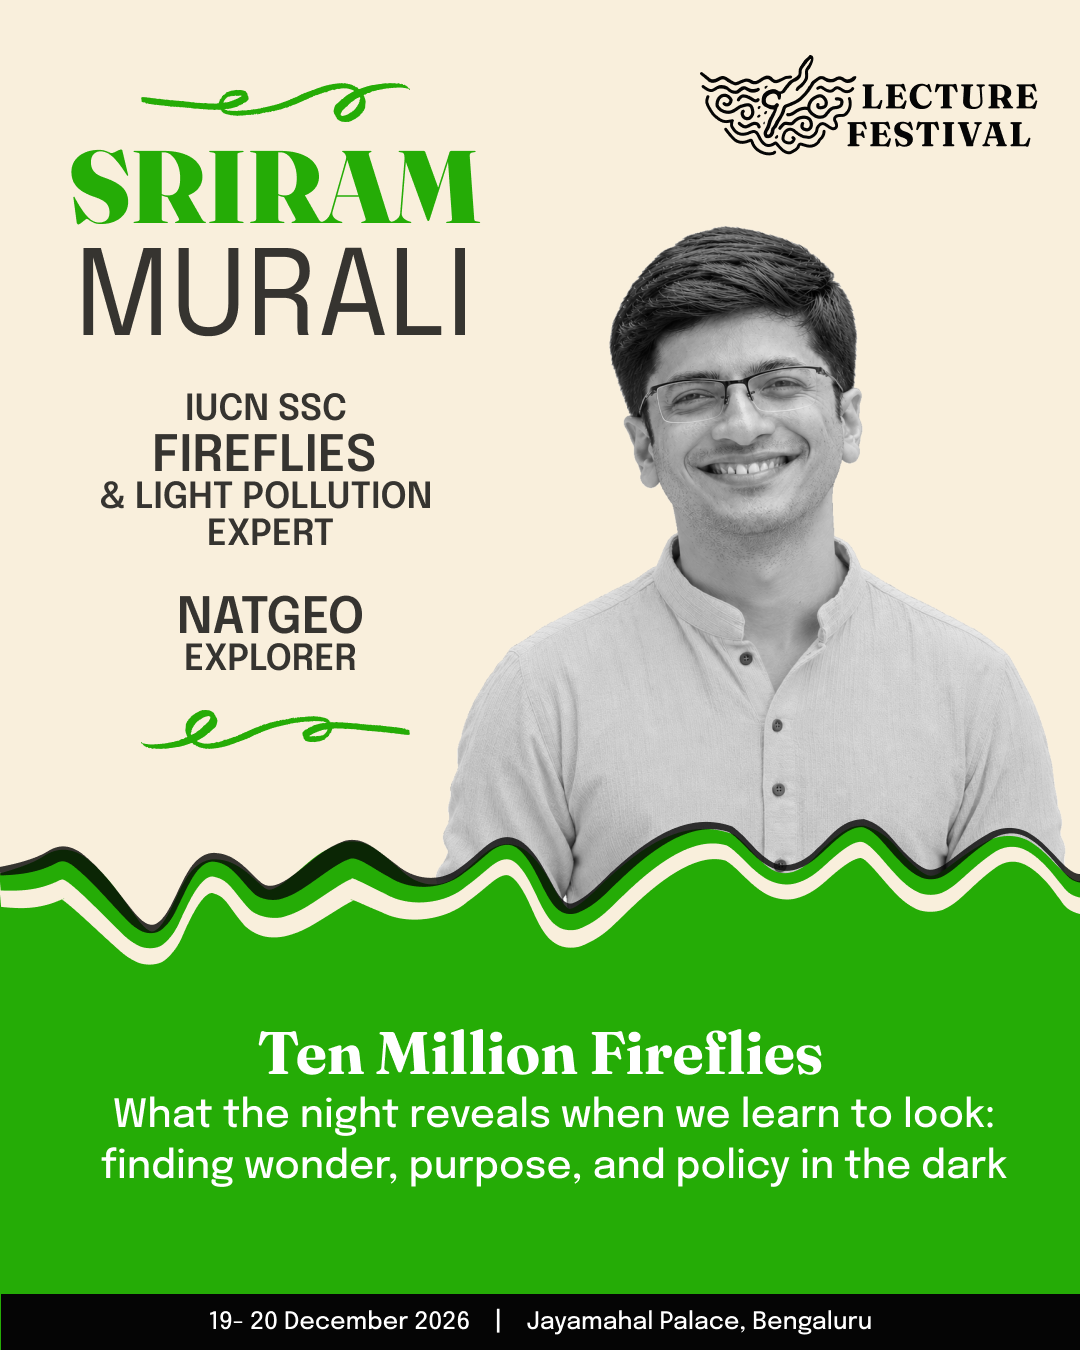 LECTURE
FESTIVAL
SRIRAM
MURALI
IUCN SSC
FIREFLIES
& LIGHT POLLUTION
EXPERT
NATGEO
EXPLORER
Ten Million Fireflies
What the night reveals when we learn to look:
finding wonder, purpose, and policy in the dark
19- 20 December 2026 | Jayamahal Palace, Bengaluru